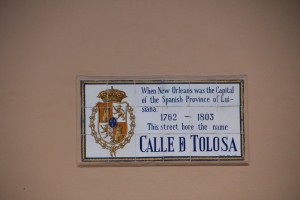 When New Orleans was the Capital
of the Spanish Province of Lui-
siana.
1762 – 1803
This street bore the name
CALLE D TOLOSA